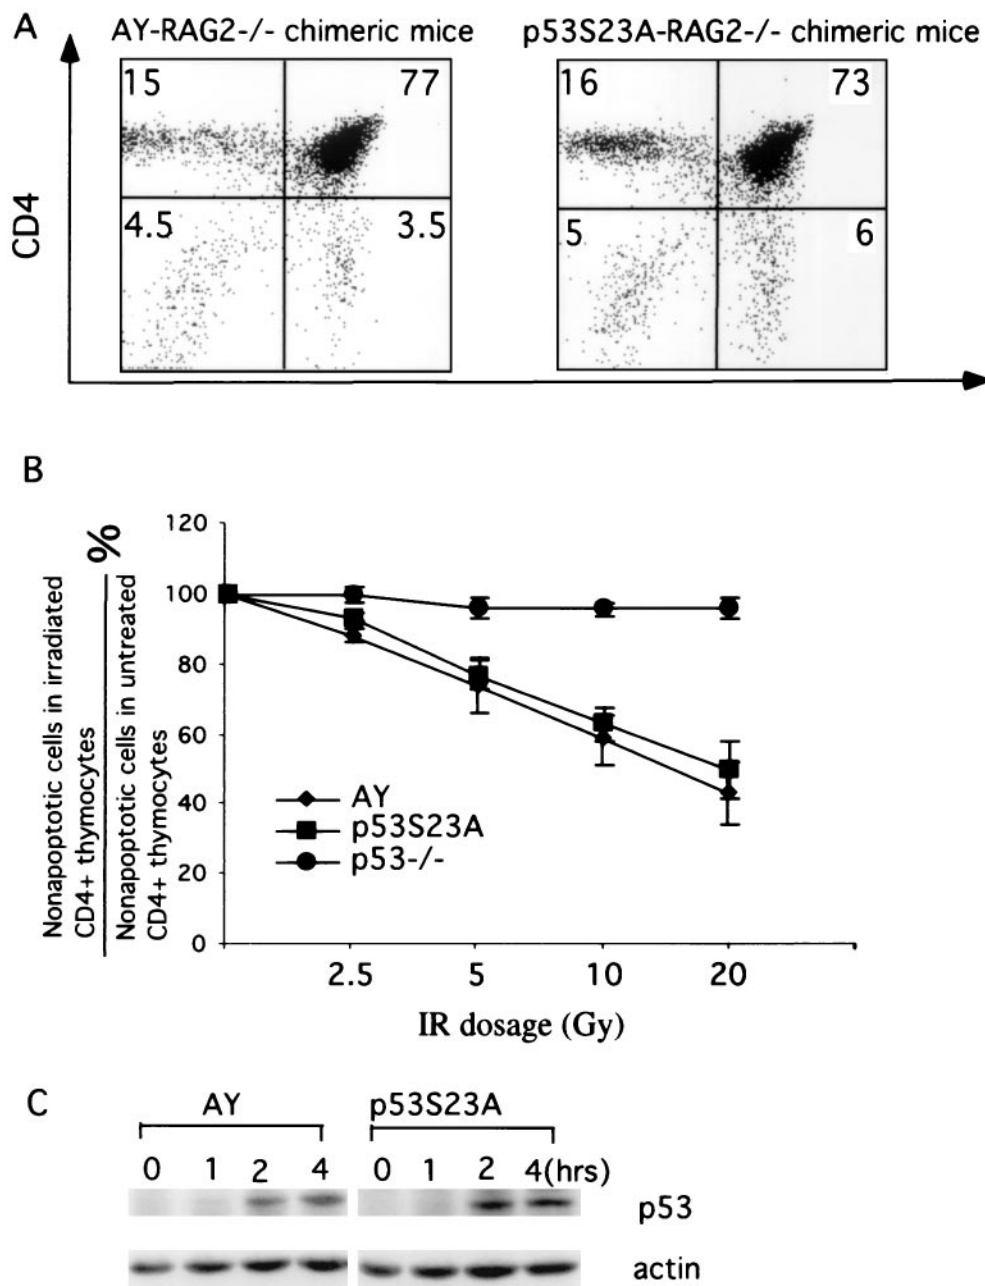 A
AY-RAG2-/- chimeric mice
p53S23A-RAG2-/- chimeric mice
15
77
16
73
CD4
4.5
3.5
5
6
B
%
Nonapoptotic cells in irradiated
CD4+ thymocytes
Nonapoptotic cells in untreated
CD4+ thymocytes
120
100
80
60
40
20
0
AY
p53S23A
p53-/-
2.5
5
10
20
IR dosage (Gy)
C
AY
p53S23A
0
1
2
4
0
1
2
4(hrs)
p53
actin